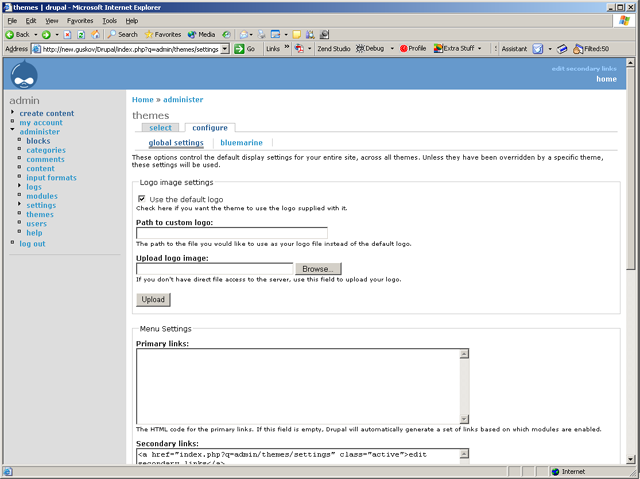 themes | drupal - Microsoft Internet Explorer
File Edit View Favorites Tools Help
Back Search Favorites Media
Address http://new.guskov/Drupal/index.php?q=admin/themes/settings Go Links » Zend Studio Debug Profile Extra Stuff » Assistant Fitted:50
edit secondary links
home
admin
create content
my account
administer
blocks
categories
comments
content
input formats
logs
modules
settings
themes
users
help
log out
Home » administer
themes
select configure
global settings bluemarine
These options control the default display settings for your entire site, across all themes. Unless they have been overridden by a specific theme,
these settings will be used.
Logo image settings
Use the default logo
Check here if you want the theme to use the logo supplied with it.
Path to custom logo:
The path to the file you would like to use as your logo file instead of the default logo.
Upload logo image:
Browse...
If you don't have direct file access to the server, use this field to upload your logo.
Upload
Menu Settings
Primary links:
The HTML code for the primary links. If this field is empty, Drupal will automatically generate a set of links based on which modules are enabled.
Secondary links:
<a href="index.php?q=admin/themes/settings" class="active">edit
secondary links</a>
Internet